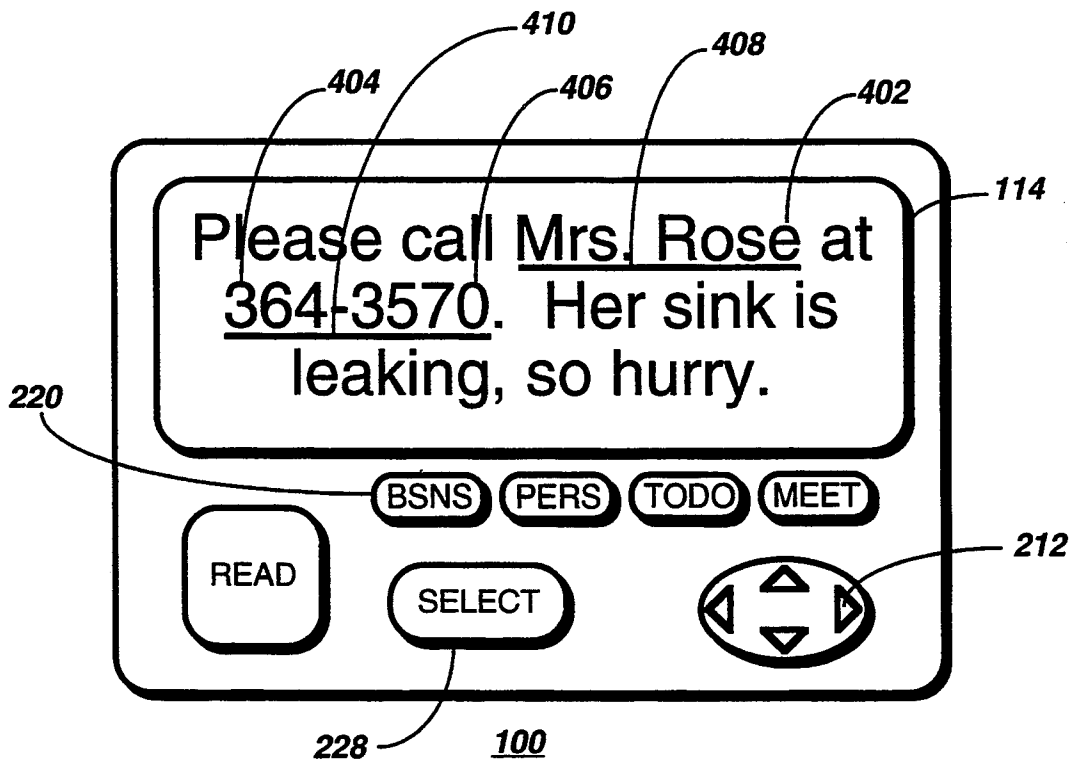 410
408
404
406
402
114
Please call Mrs. Rose at
364-3570. Her sink is
leaking, so hurry.
220
BSNS PERS TODO MEET
212
READ
SELECT
228
100